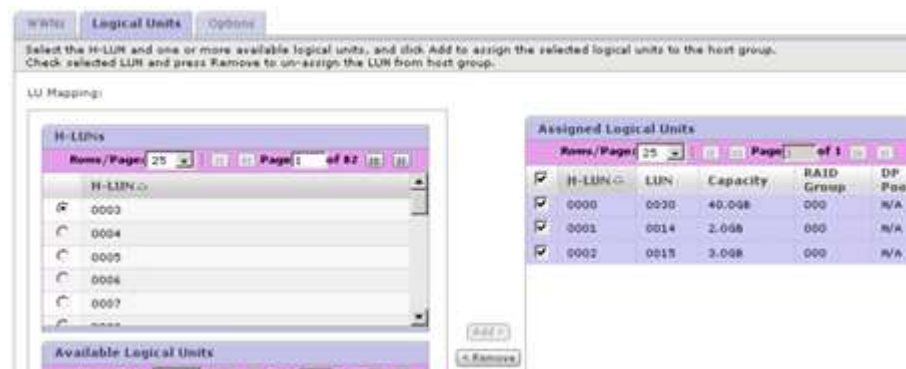 WWNs Logical Units Options
Select the H-LUN and one or more available logical units, and click Add to assign the selected logical units to the host group.
Check selected LUN and press Remove to un-assign the LUN from host group.
LU Mapping:
H-LUNs
Rows/Page: 25 Page 1 of 82
H-LUN
0003
0004
0005
0006
0007
Available Logical Units
Add >
< Remove
Assigned Logical Units
Rows/Page: 25 Page 1 of 1
H-LUN LUN Capacity RAID Group DP
0000 0030 40.0GB 000 N/A
0001 0014 2.0GB 000 N/A
0002 0015 3.0GB 000 N/A